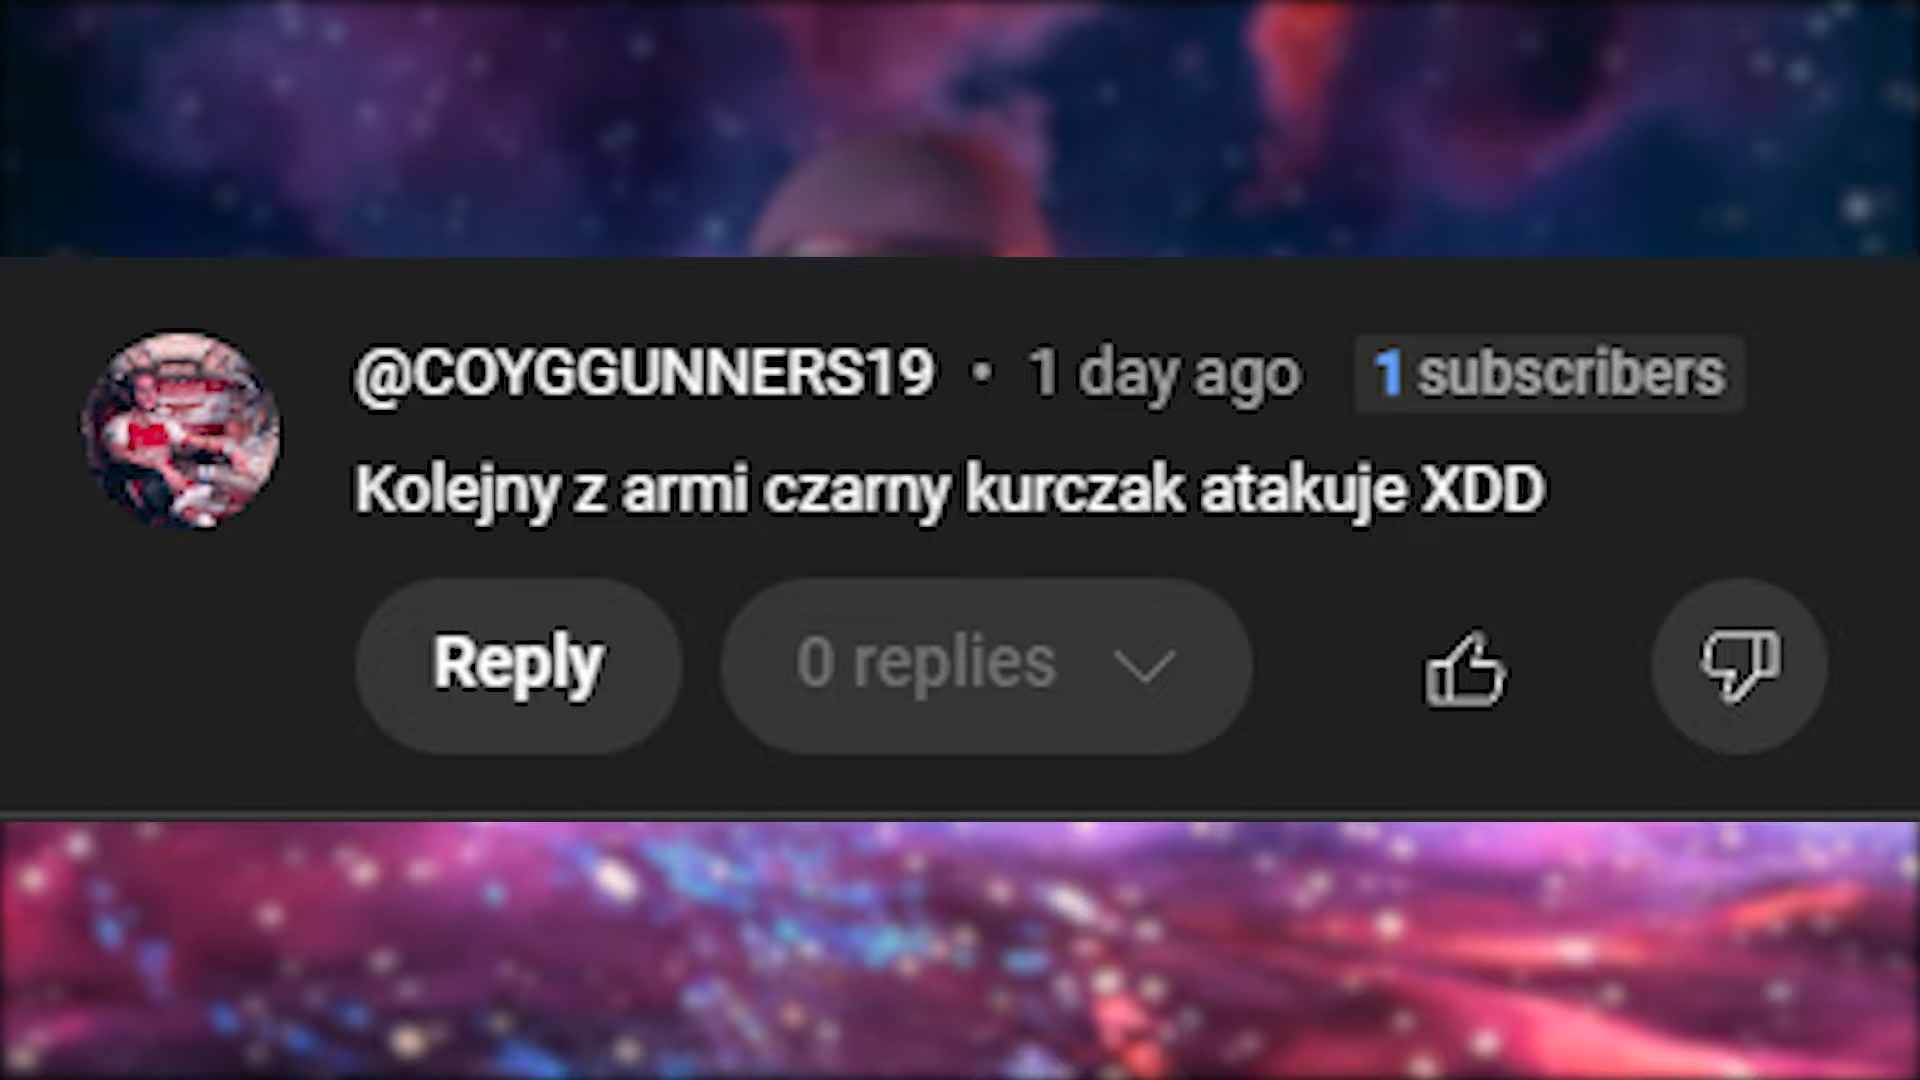 @COYGGUNNERS19 • 1 day ago 1 subscribers
Kolejny z armi czarny kurczak atakuje XDD
Reply 0 replies